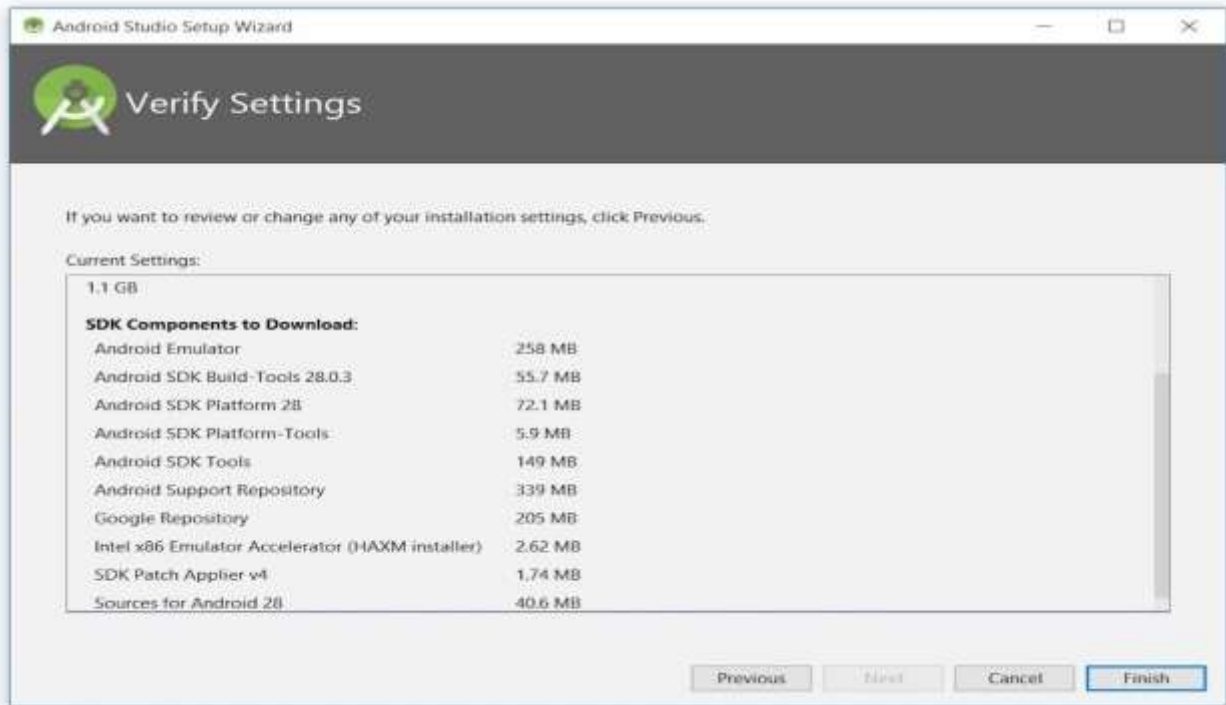 Android Studio Setup Wizard
Verify Settings
If you want to review or change any of your installation settings, click Previous.
Current Settings:
1.1 GB
SDK Components to Download:
Android Emulator 258 MB
Android SDK Build-Tools 28.0.3 55.7 MB
Android SDK Platform 28 72.1 MB
Android SDK Platform-Tools 5.9 MB
Android SDK Tools 149 MB
Android Support Repository 339 MB
Google Repository 205 MB
Intel x86 Emulator Accelerator (HAXM installer) 2.62 MB
SDK Patch Applier v4 1.74 MB
Sources for Android 28 40.6 MB
Previous Next Cancel Finish